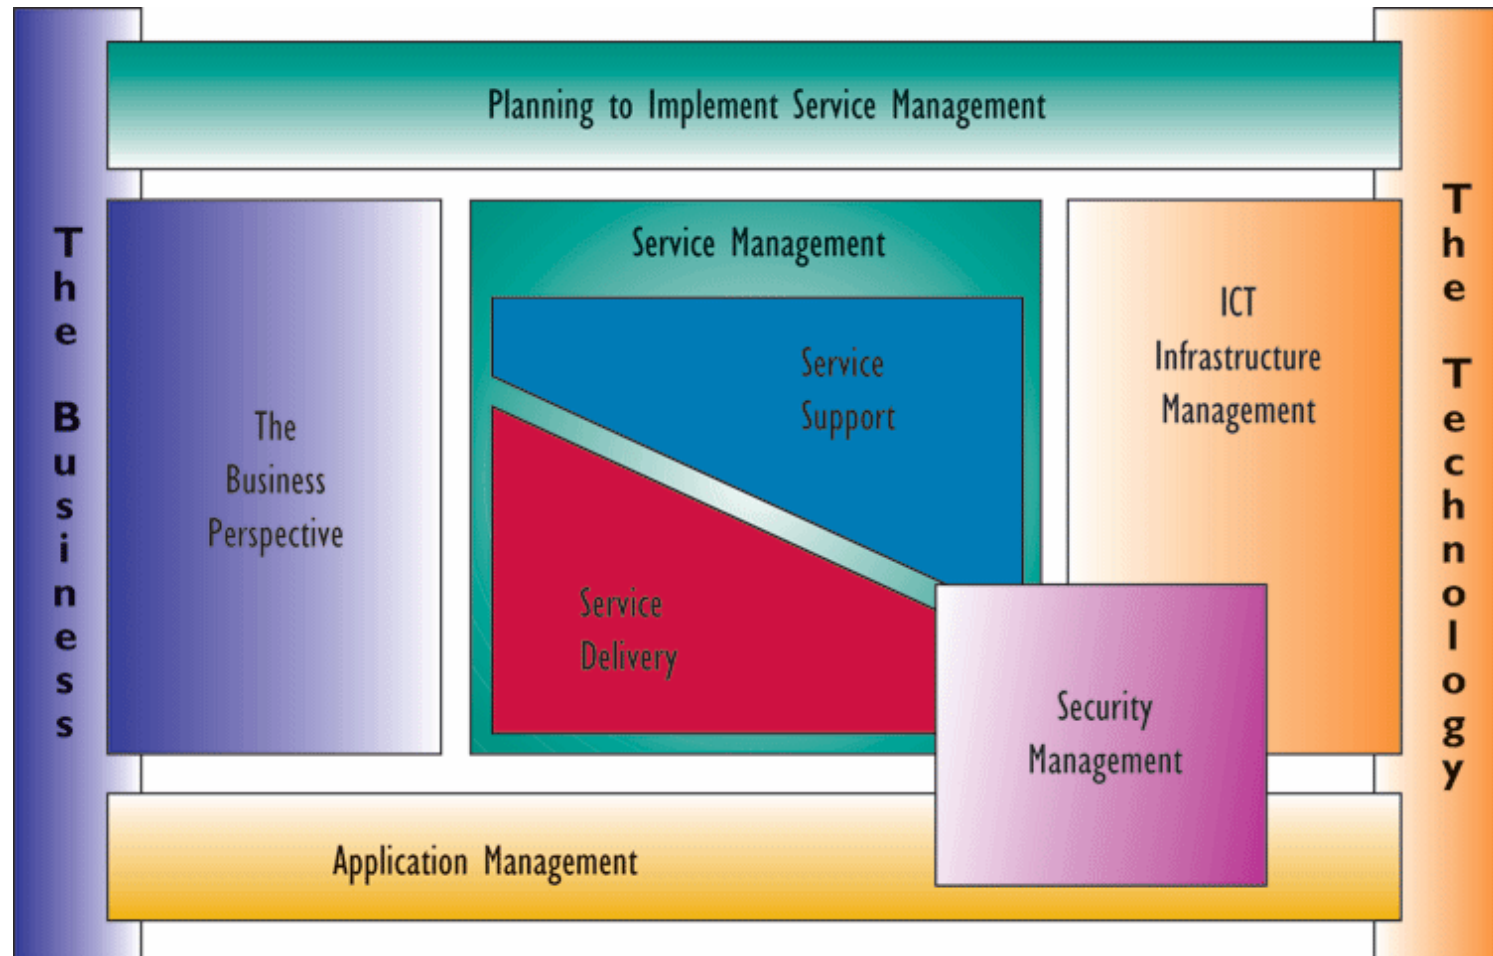 Planning to Implement Service Management
The Business
The
Business
Perspective
Service Management
Service
Support
Service
Delivery
ICT
Infrastructure
Management
The Technology
Security
Management
Application Management